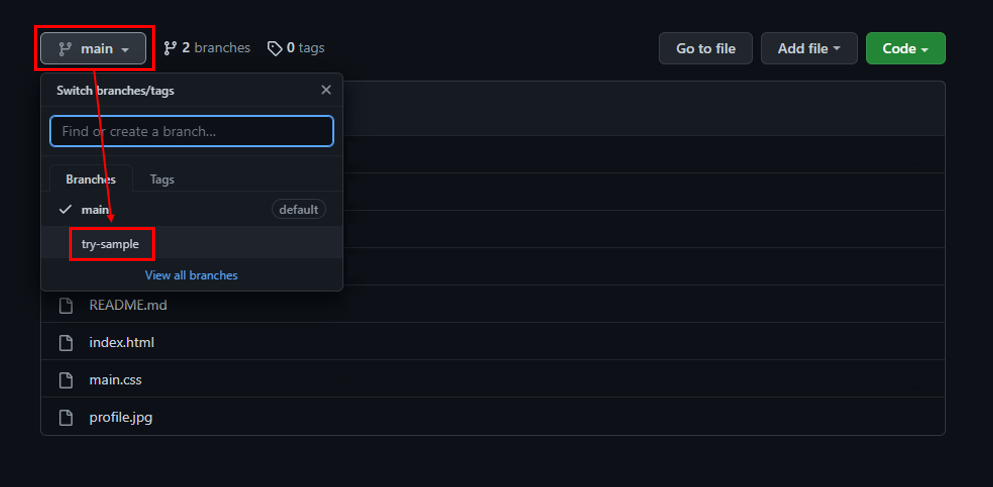 main 2 branches 0 tags Go to file Add file Code
Switch branches/tags
Find or create a branch...
Branches Tags
main default
try-sample
View all branches
README.md
index.html
main.css
profile.jpg